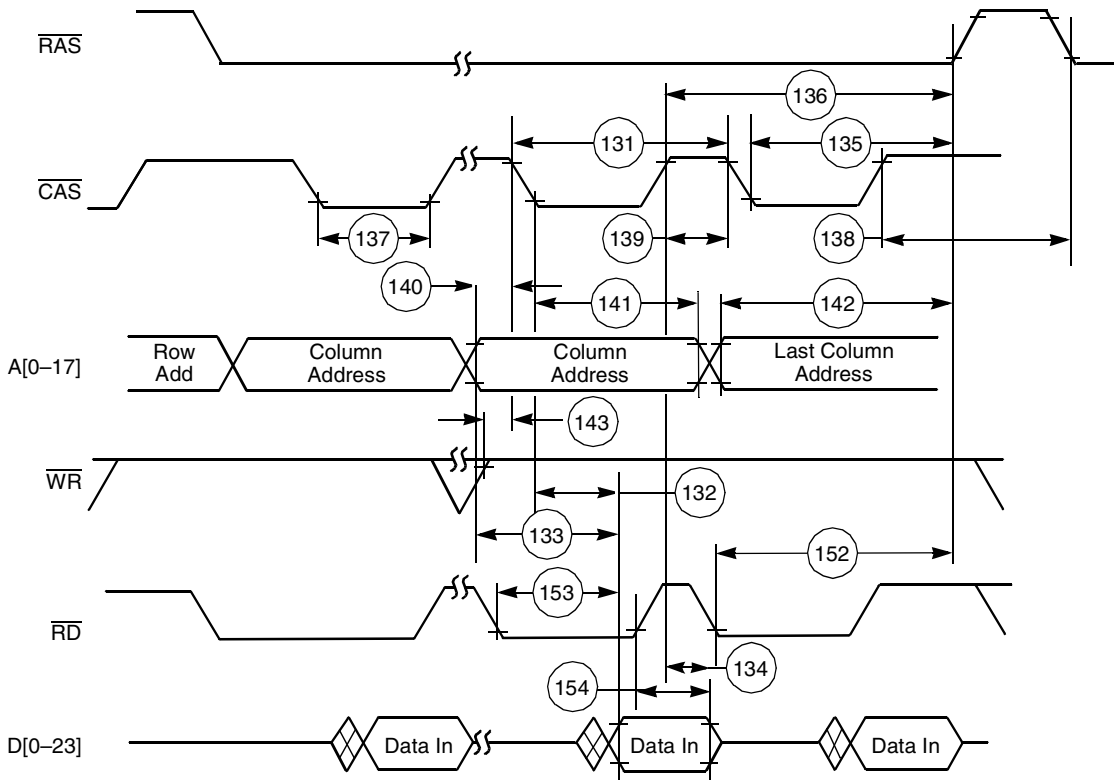 RAS
136
131
135
CAS
137
139
138
140
141
142
A[0–17]
Row
Add
Column
Address
Column
Address
Last Column
Address
143
WR
132
133
152
153
RD
134
154
D[0–23]
Data In
Data In
Data In